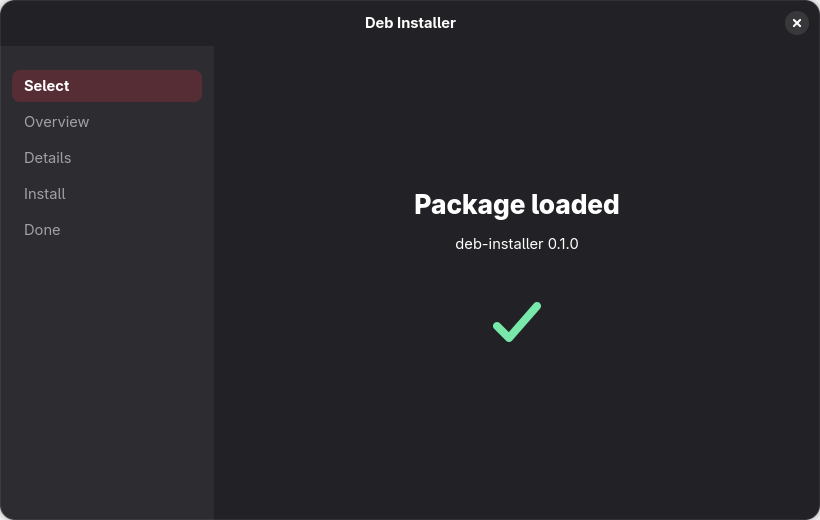 Deb Installer
Select
Overview
Details
Install
Done
Package loaded
deb-installer 0.1.0